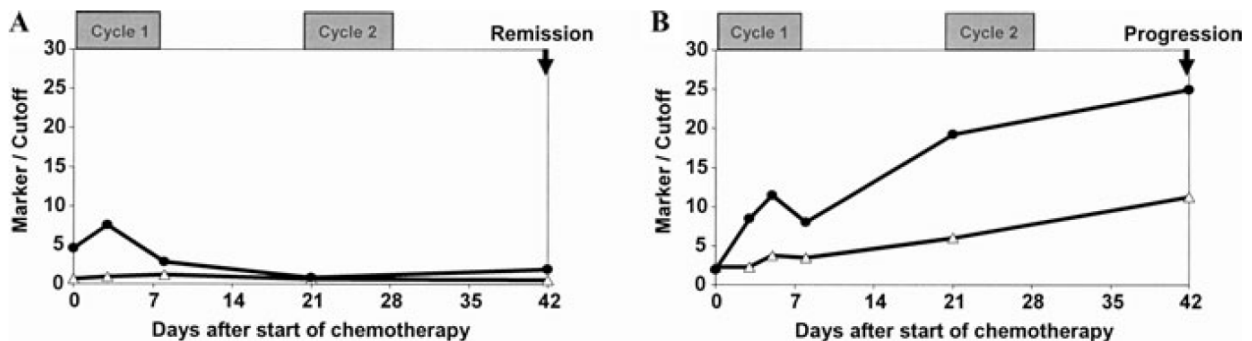 A
Cycle 1
Cycle 2
Remission
30
25
20
15
10
5
0
Marker / Cutoff
0 7 14 21 28 35 42
Days after start of chemotherapy
B
Cycle 1
Cycle 2
Progression
30
25
20
15
10
5
0
Marker / Cutoff
0 7 14 21 28 35 42
Days after start of chemotherapy